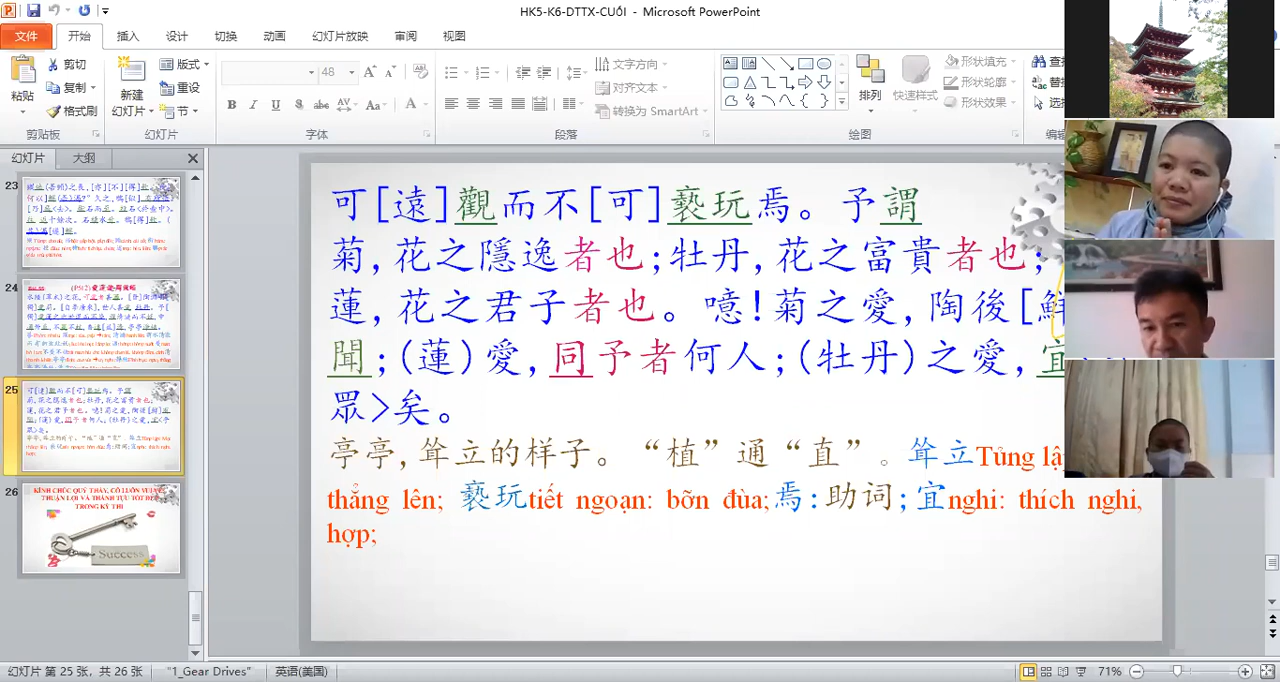 HK5-K6-DTTX-CUỐI - Microsoft PowerPoint
文件 开始 插入 设计 切换 动画 幻灯片放映 审阅 视图
剪切 版式 48 文字方向 形状填充
粘贴 复制 新建 重设 对齐文本 排列 快速样式 形状轮廓 替
格式刷 幻灯片 节 转换为 SmartArt 形状效果
剪贴板 幻灯片 字体 段落 绘图
幻灯片 大纲
23
24
25
26
KÍNH CHÚC QUÝ THẦY, CÔ LUÔN VUI VẺ
THUẬN LỢI VÀ THÀNH TỰU TỐT ĐẸP
TRONG KỲ THI
Success
可[遠]觀而不[可]褻玩焉。予謂
菊,花之隱逸者也;牡丹,花之富貴者也;
蓮,花之君子者也。噫!菊之愛,陶後[鮮
聞;(蓮)愛,同予者何人;(牡丹)之愛,宜
眾>矣。
亭亭,耸立的样子。“植”通“直”。耸立Tủng lậ
thẳng lên; 褻玩tiết ngoạn: bỡn đùa;焉:助词;宜nghi: thích nghi,
hợp;
幻灯片 第 25 张，共 26 张 "1_Gear Drives" 英语(美国) 71%